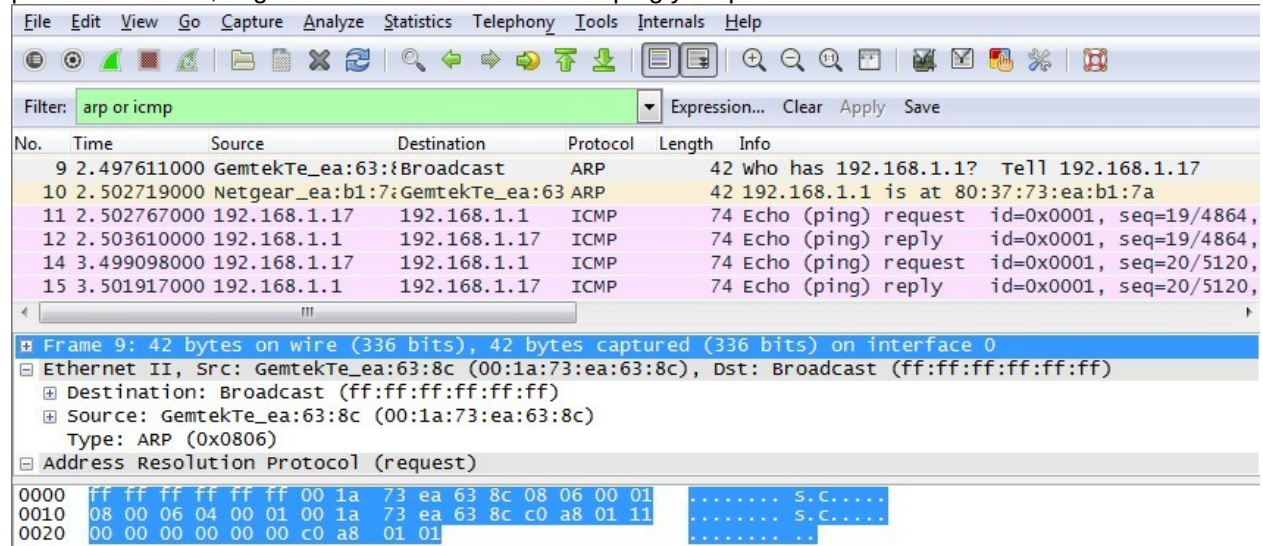 File Edit View Go Capture Analyze Statistics Telephony Tools Internals Help
Filter: arp or icmp Expression... Clear Apply Save
No. Time Source Destination Protocol Length Info
9 2.497611000 GemtekTe_ea:63:8 Broadcast ARP 42 Who has 192.168.1.1? Tell 192.168.1.17
10 2.502719000 Netgear_ea:b1:7a GemtekTe_ea:63 ARP 42 192.168.1.1 is at 80:37:73:ea:b1:7a
11 2.502767000 192.168.1.17 192.168.1.1 ICMP 74 Echo (ping) request id=0x0001, seq=19/4864,
12 2.503610000 192.168.1.1 192.168.1.17 ICMP 74 Echo (ping) reply id=0x0001, seq=19/4864,
14 3.499098000 192.168.1.17 192.168.1.1 ICMP 74 Echo (ping) request id=0x0001, seq=20/5120,
15 3.501917000 192.168.1.1 192.168.1.17 ICMP 74 Echo (ping) reply id=0x0001, seq=20/5120,
Frame 9: 42 bytes on wire (336 bits), 42 bytes captured (336 bits) on interface 0
Ethernet II, Src: GemtekTe_ea:63:8c (00:1a:73:ea:63:8c), Dst: Broadcast (ff:ff:ff:ff:ff:ff)
Destination: Broadcast (ff:ff:ff:ff:ff:ff)
Source: GemtekTe_ea:63:8c (00:1a:73:ea:63:8c)
Type: ARP (0x0806)
Address Resolution Protocol (request)
0000 ff ff ff ff ff ff 00 1a 73 ea 63 8c 08 06 00 01 ........ s.c.....
0010 08 00 06 04 00 01 00 1a 73 ea 63 8c c0 a8 01 11 ........ s.c.....
0020 00 00 00 00 00 00 c0 a8 01 01 ........ ..